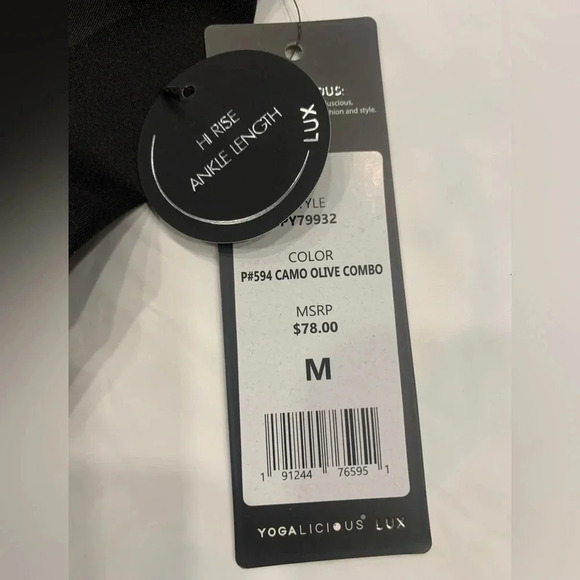 HI RISE
ANKLE LENGTH
LUX
COLOR
P#594 CAMO OLIVE COMBO
MSRP
$78.00
M
1 91244 76595 1
YOGALICIOUS® LUX